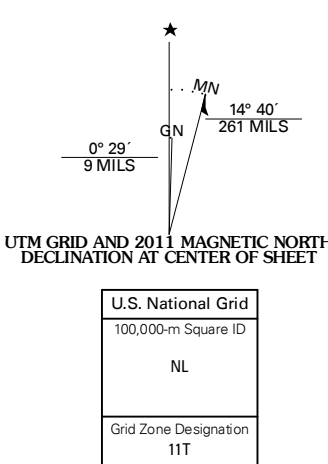 ★
MN
GN
14° 40´
261 MILS
0° 29´
9 MILS
UTM GRID AND 2011 MAGNETIC NORTH
DECLINATION AT CENTER OF SHEET
U.S. National Grid
100,000-m Square ID
NL
Grid Zone Designation
11T